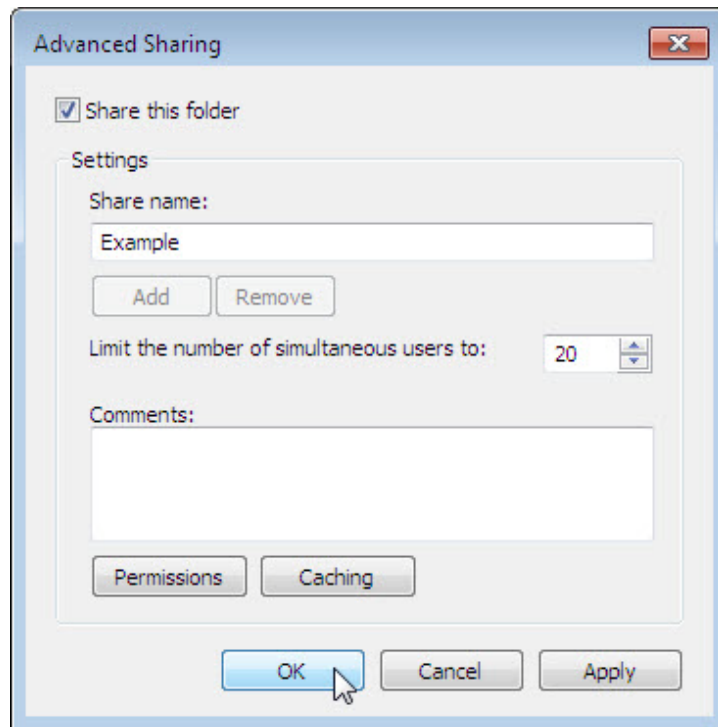 Advanced Sharing
Share this folder
Settings
Share name:
Example
Add Remove
Limit the number of simultaneous users to: 20
Comments:
Permissions Caching
OK Cancel Apply